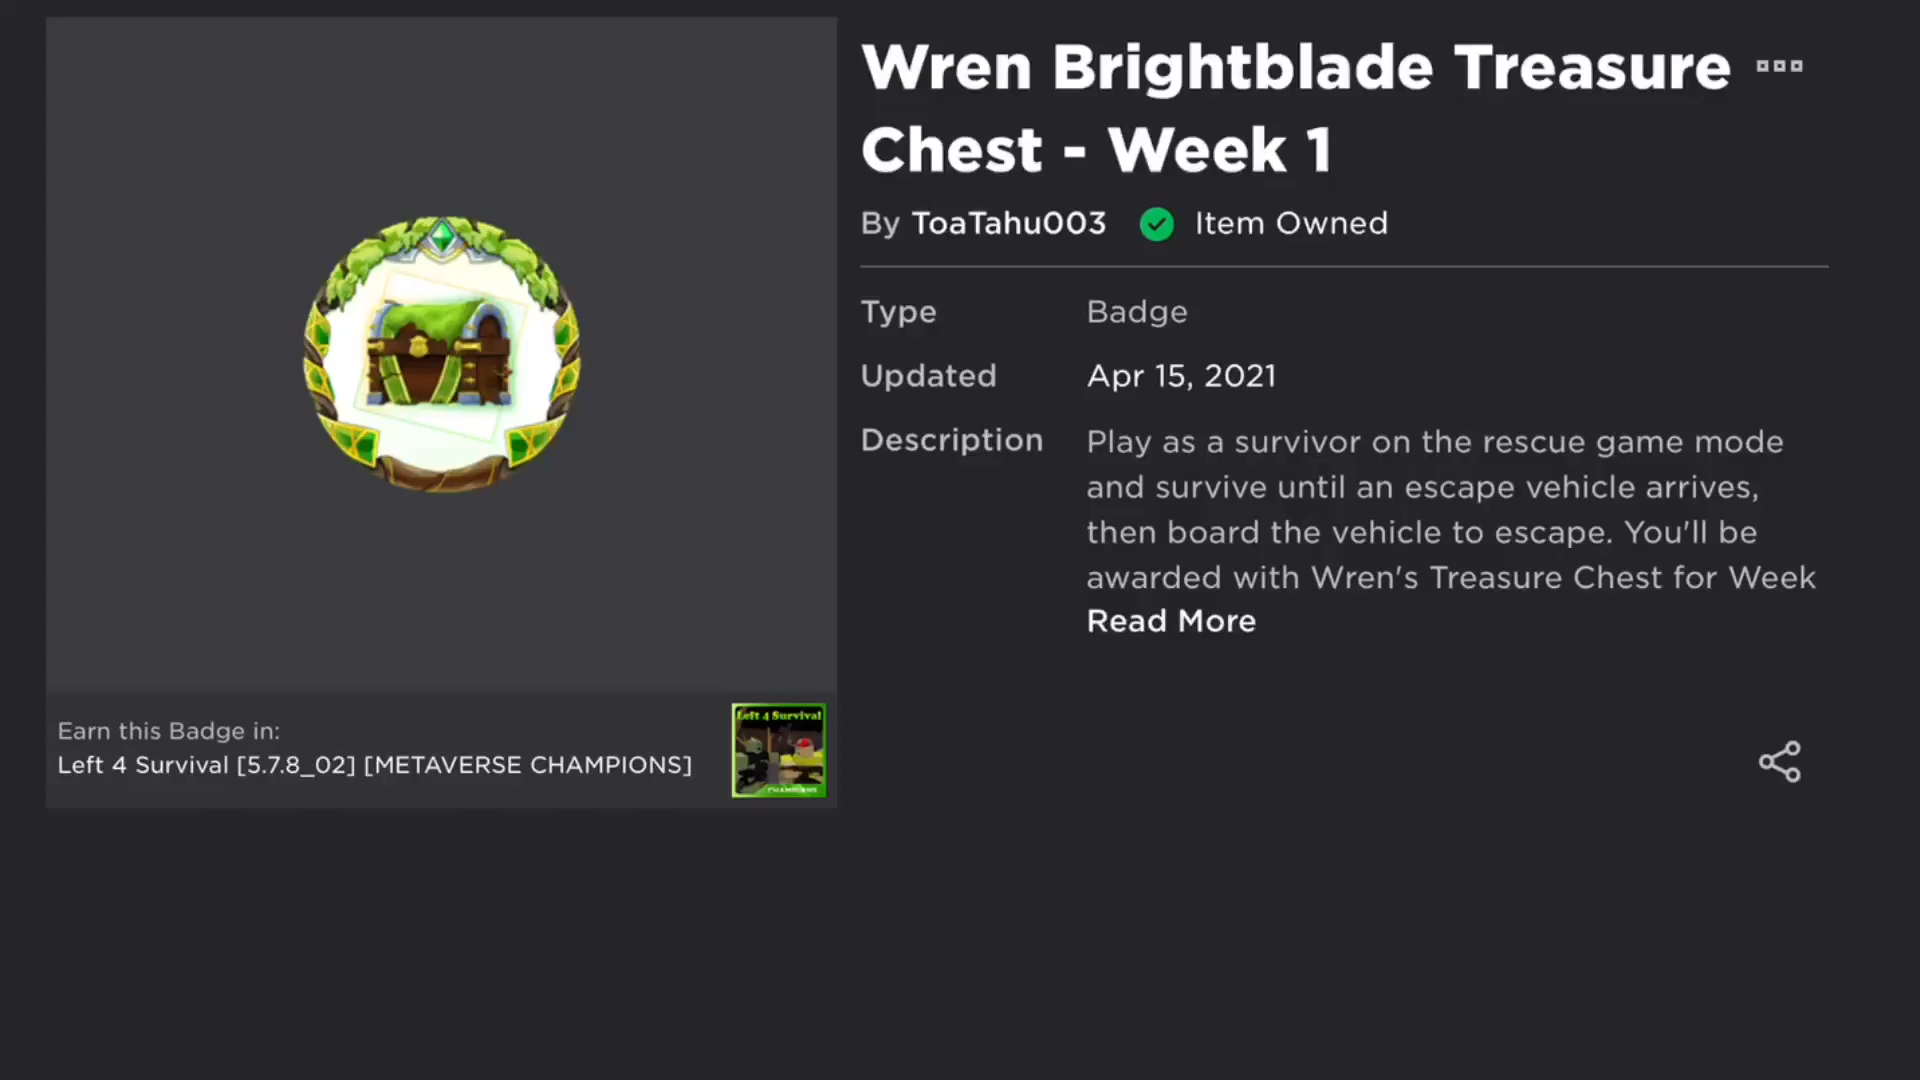 Wren Brightblade Treasure
Chest - Week 1
By ToaTahu003 Item Owned
Type Badge
Updated Apr 15, 2021
Description Play as a survivor on the rescue game mode
and survive until an escape vehicle arrives,
then board the vehicle to escape. You'll be
awarded with Wren's Treasure Chest for Week
Read More
Earn this Badge in:
Left 4 Survival [5.7.8_02] [METAVERSE CHAMPIONS]
Left 4 Survival
CHAMPIONS